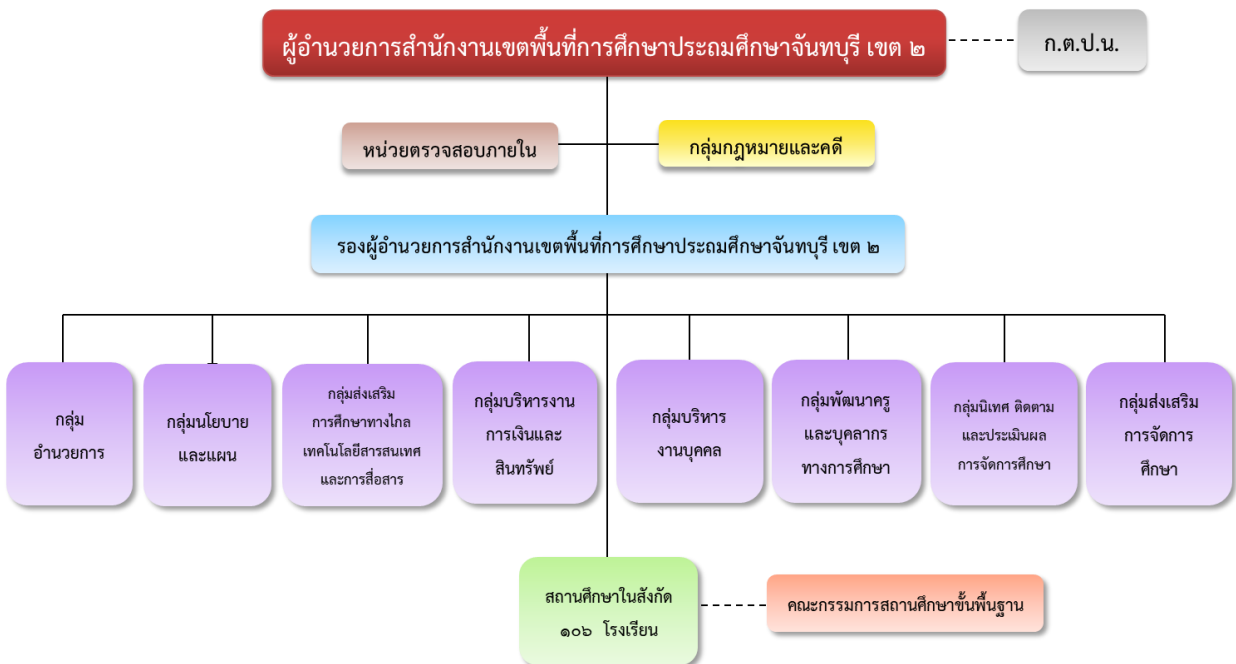 ผู้อำนวยการสำนักงานเขตพื้นที่การศึกษาประถมศึกษาจันทบุรี เขต ๒
ก.ต.ป.น.
หน่วยตรวจสอบภายใน
กลุ่มกฎหมายและคดี
รองผู้อำนวยการสำนักงานเขตพื้นที่การศึกษาประถมศึกษาจันทบุรี เขต ๒
กลุ่ม
อำนวยการ
กลุ่มนโยบาย
และแผน
กลุ่มส่งเสริม
การศึกษาทางไกล
เทคโนโลยีสารสนเทศ
และการสื่อสาร
กลุ่มบริหารงาน
การเงินและ
สินทรัพย์
กลุ่มบริหาร
งานบุคคล
กลุ่มพัฒนาครู
และบุคลากร
ทางการศึกษา
กลุ่มนิเทศ ติดตาม
และประเมินผล
การจัดการศึกษา
กลุ่มส่งเสริม
การจัดการ
ศึกษา
สถานศึกษาในสังกัด
๑๐๖ โรงเรียน
คณะกรรมการสถานศึกษาขั้นพื้นฐาน